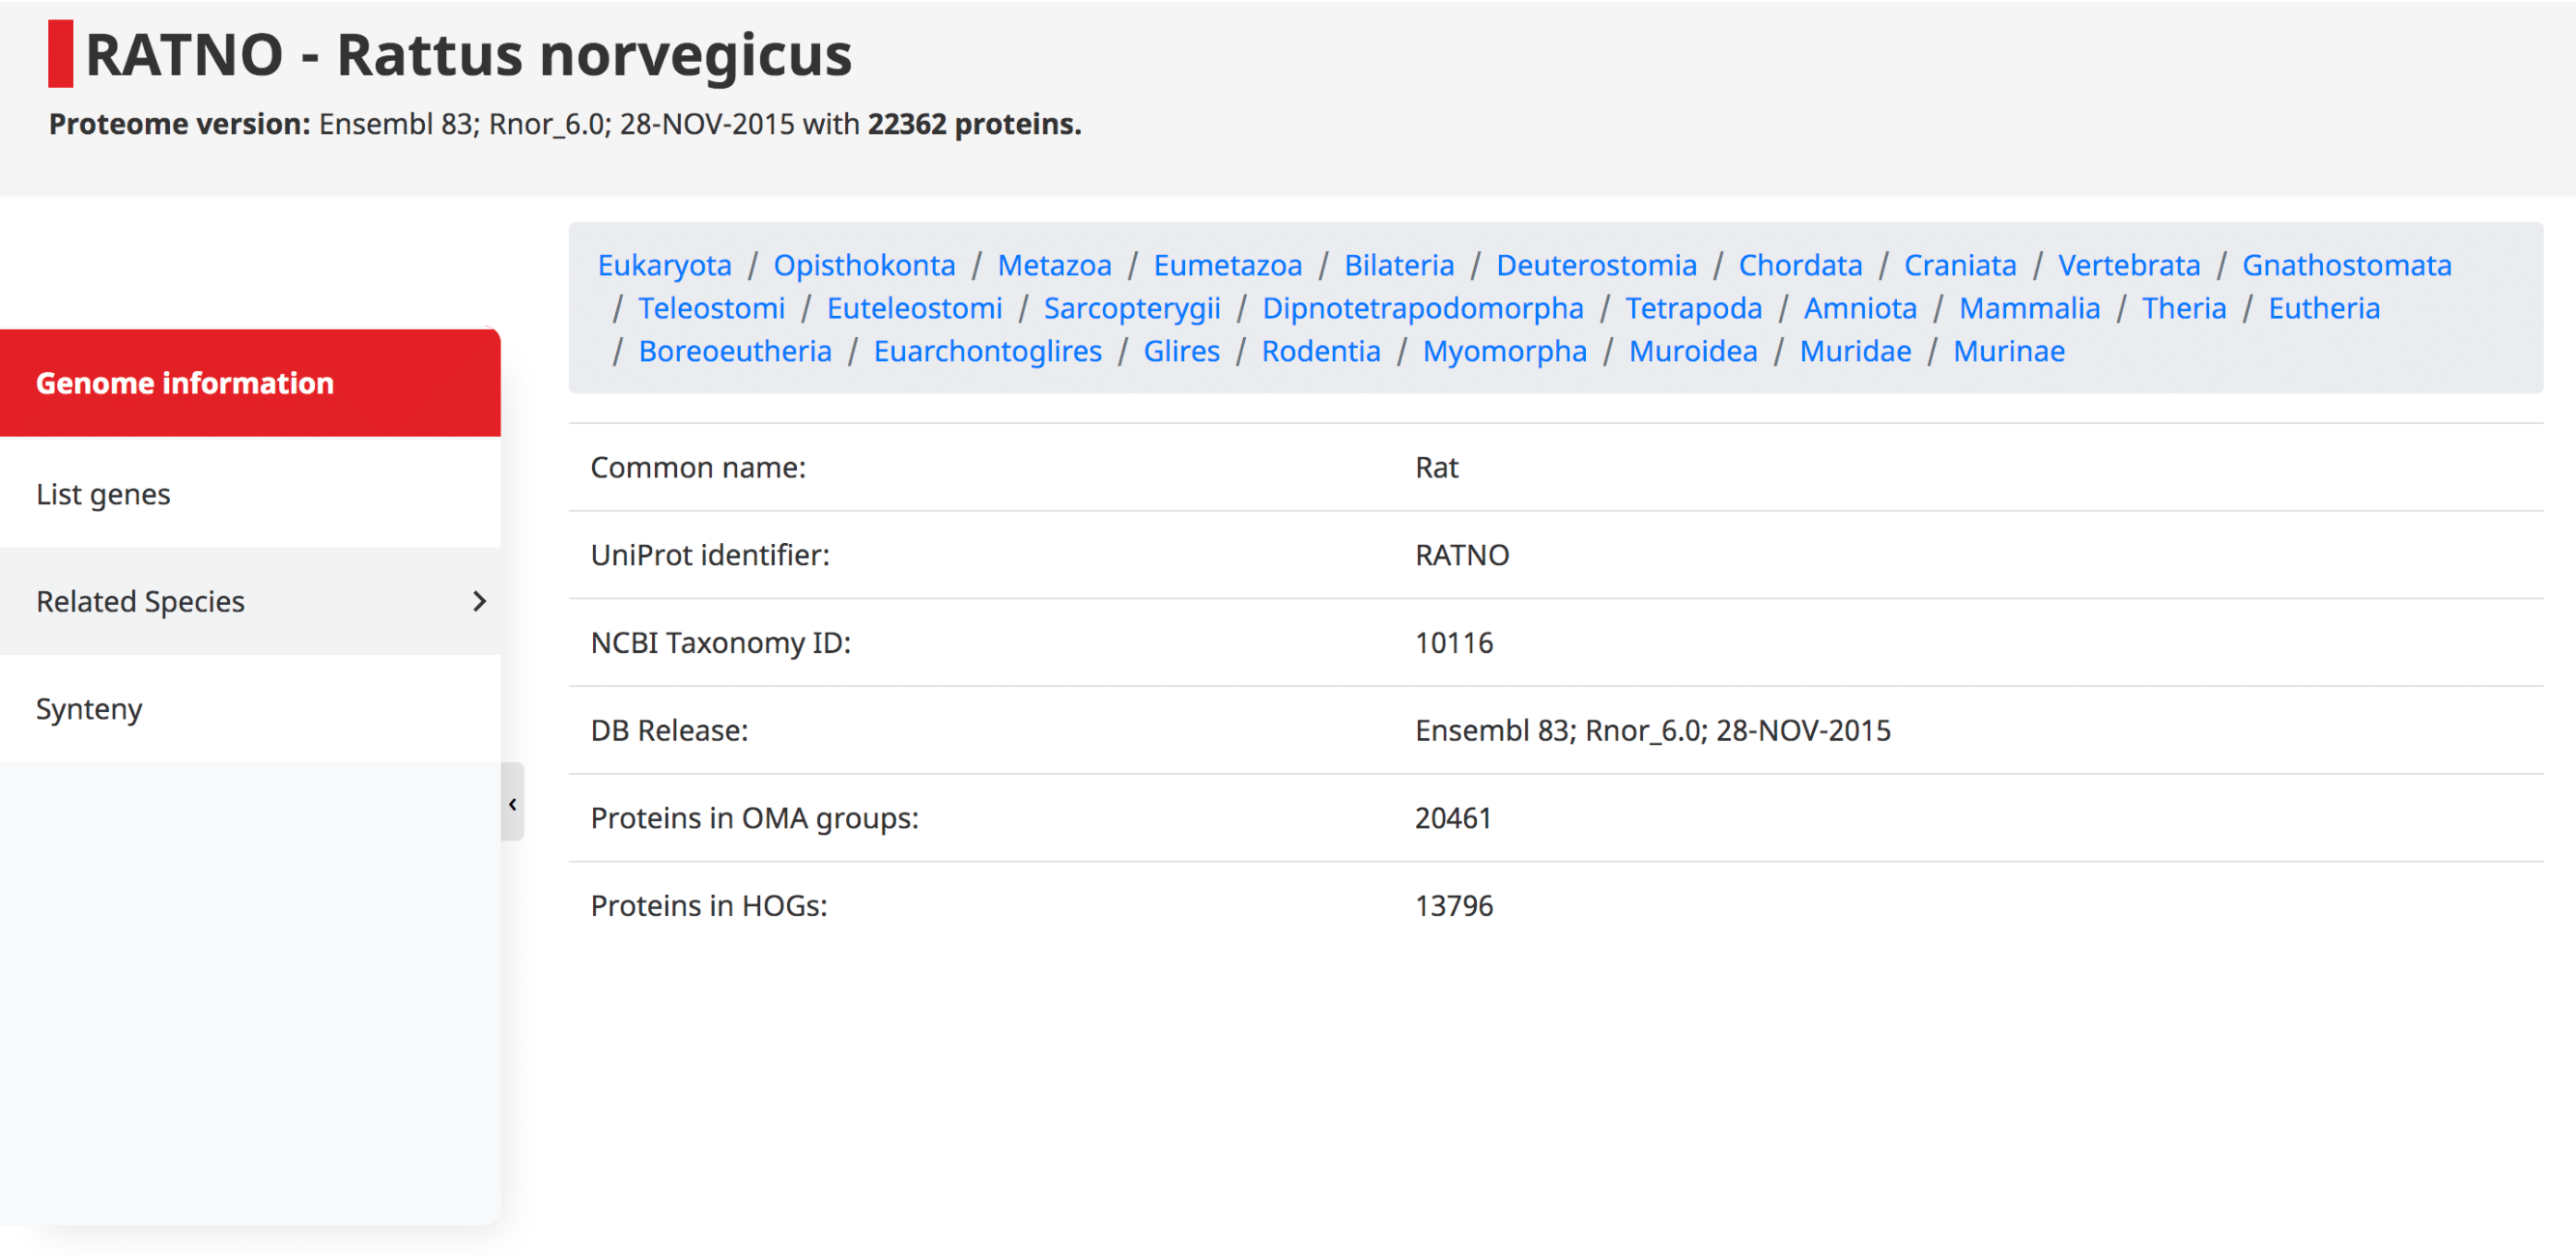 RATNO - Rattus norvegicus
Proteome version: Ensembl 83; Rnor_6.0; 28-NOV-2015 with 22362 proteins.
Eukaryota / Opisthokonta / Metazoa / Eumetazoa / Bilateria / Deuterostomia / Chordata / Craniata / Vertebrata / Gnathostomata
/ Teleostomi / Euteleostomi / Sarcopterygii / Dipnotetrapodomorpha / Tetrapoda / Amniota / Mammalia / Theria / Eutheria
/ Boreoeutheria / Euarchontoglires / Glires / Rodentia / Myomorpha / Muroidea / Muridae / Murinae
Genome information
List genes
Related Species
Synteny
Common name: Rat
UniProt identifier: RATNO
NCBI Taxonomy ID: 10116
DB Release: Ensembl 83; Rnor_6.0; 28-NOV-2015
Proteins in OMA groups: 20461
Proteins in HOGs: 13796